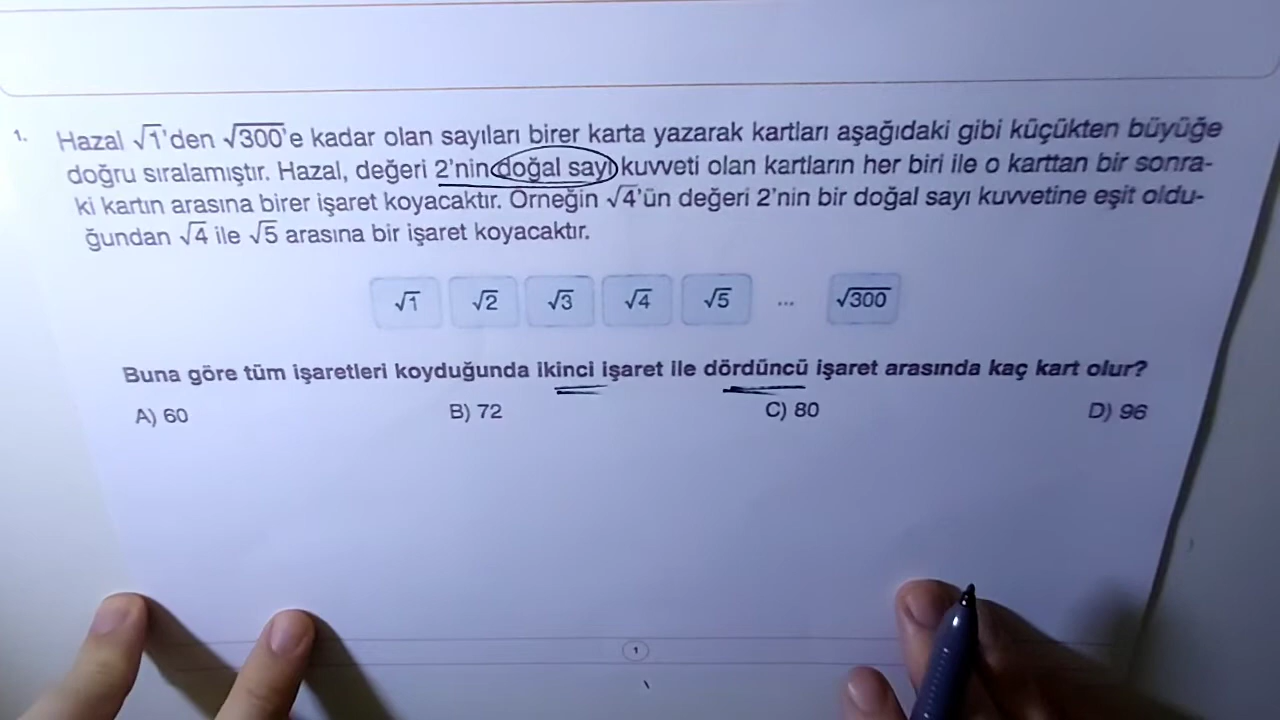 1. Hazal √1'den √300'e kadar olan sayıları birer karta yazarak kartları aşağıdaki gibi küçükten büyüğe
doğru sıralamıştır. Hazal, değeri 2'nin doğal sayı kuvveti olan kartların her biri ile o karttan bir sonra-
ki kartın arasına birer işaret koyacaktır. Örneğin √4'ün değeri 2'nin bir doğal sayı kuvvetine eşit oldu-
ğundan √4 ile √5 arasına bir işaret koyacaktır.
√1 √2 √3 √4 √5 ... √300
Buna göre tüm işaretleri koyduğunda ikinci işaret ile dördüncü işaret arasında kaç kart olur?
A) 60 B) 72 C) 80 D) 96
1